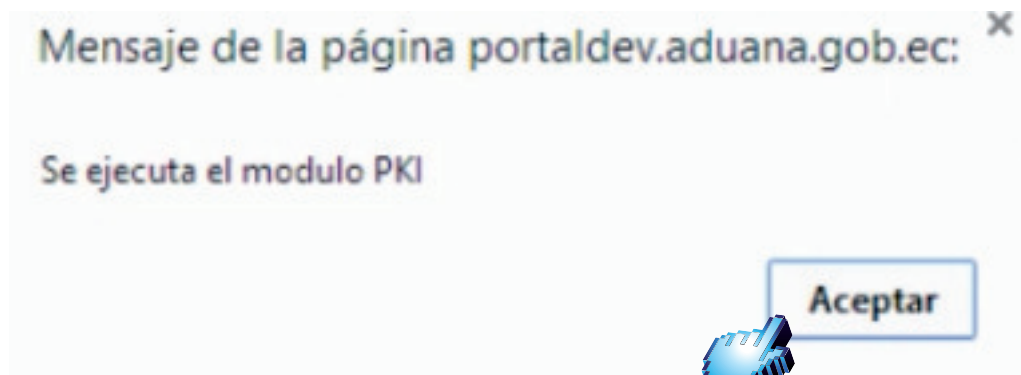 Mensaje de la página portaldev.aduana.gob.ec:
Se ejecuta el modulo PKI
Aceptar